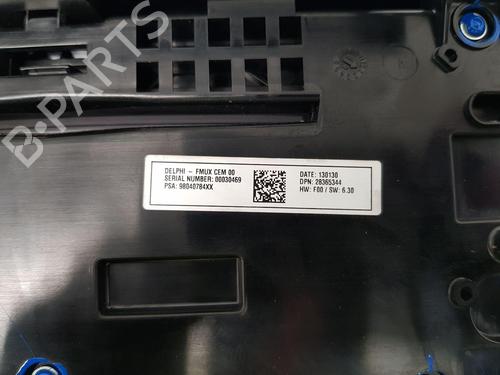 B-PARTS
DELPHI - FMUX CEM 00
SERIAL NUMBER: 00030469
PSA: 98040784XX
DATE: 130130
DPN: 28365344
HW: F00 / SW: 6.30